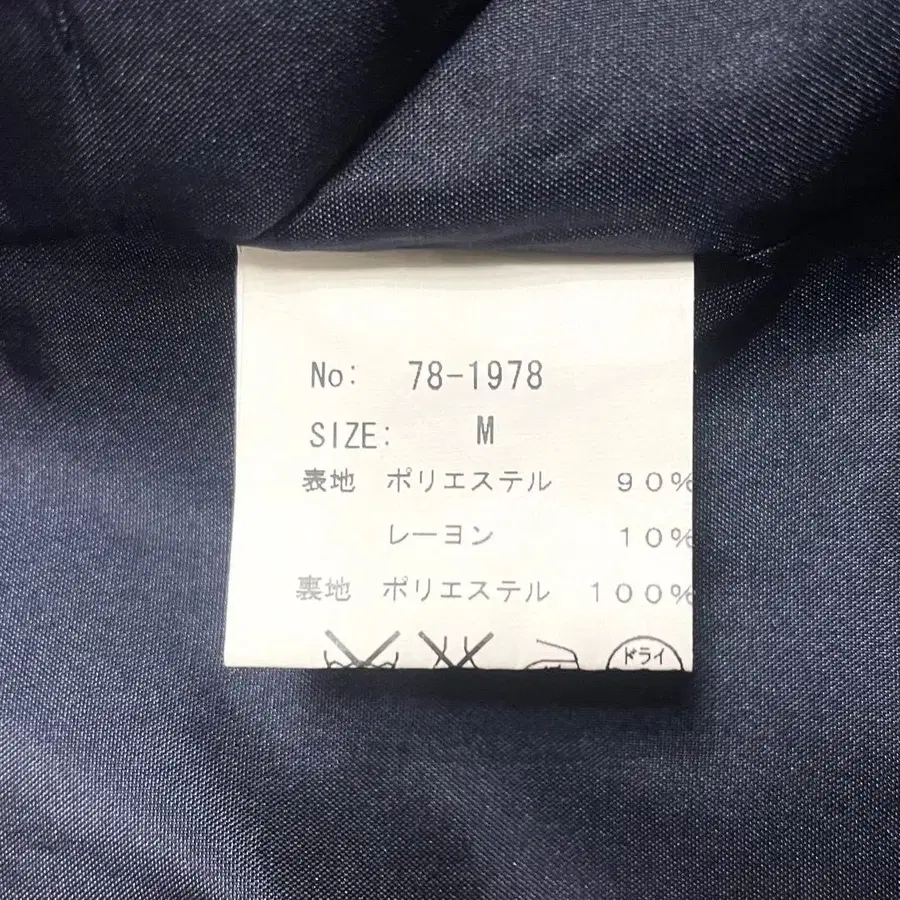 No: 78-1978
SIZE: M
表地 ポリエステル 90%
レーヨン 10%
裏地 ポリエステル 100%
ドライ